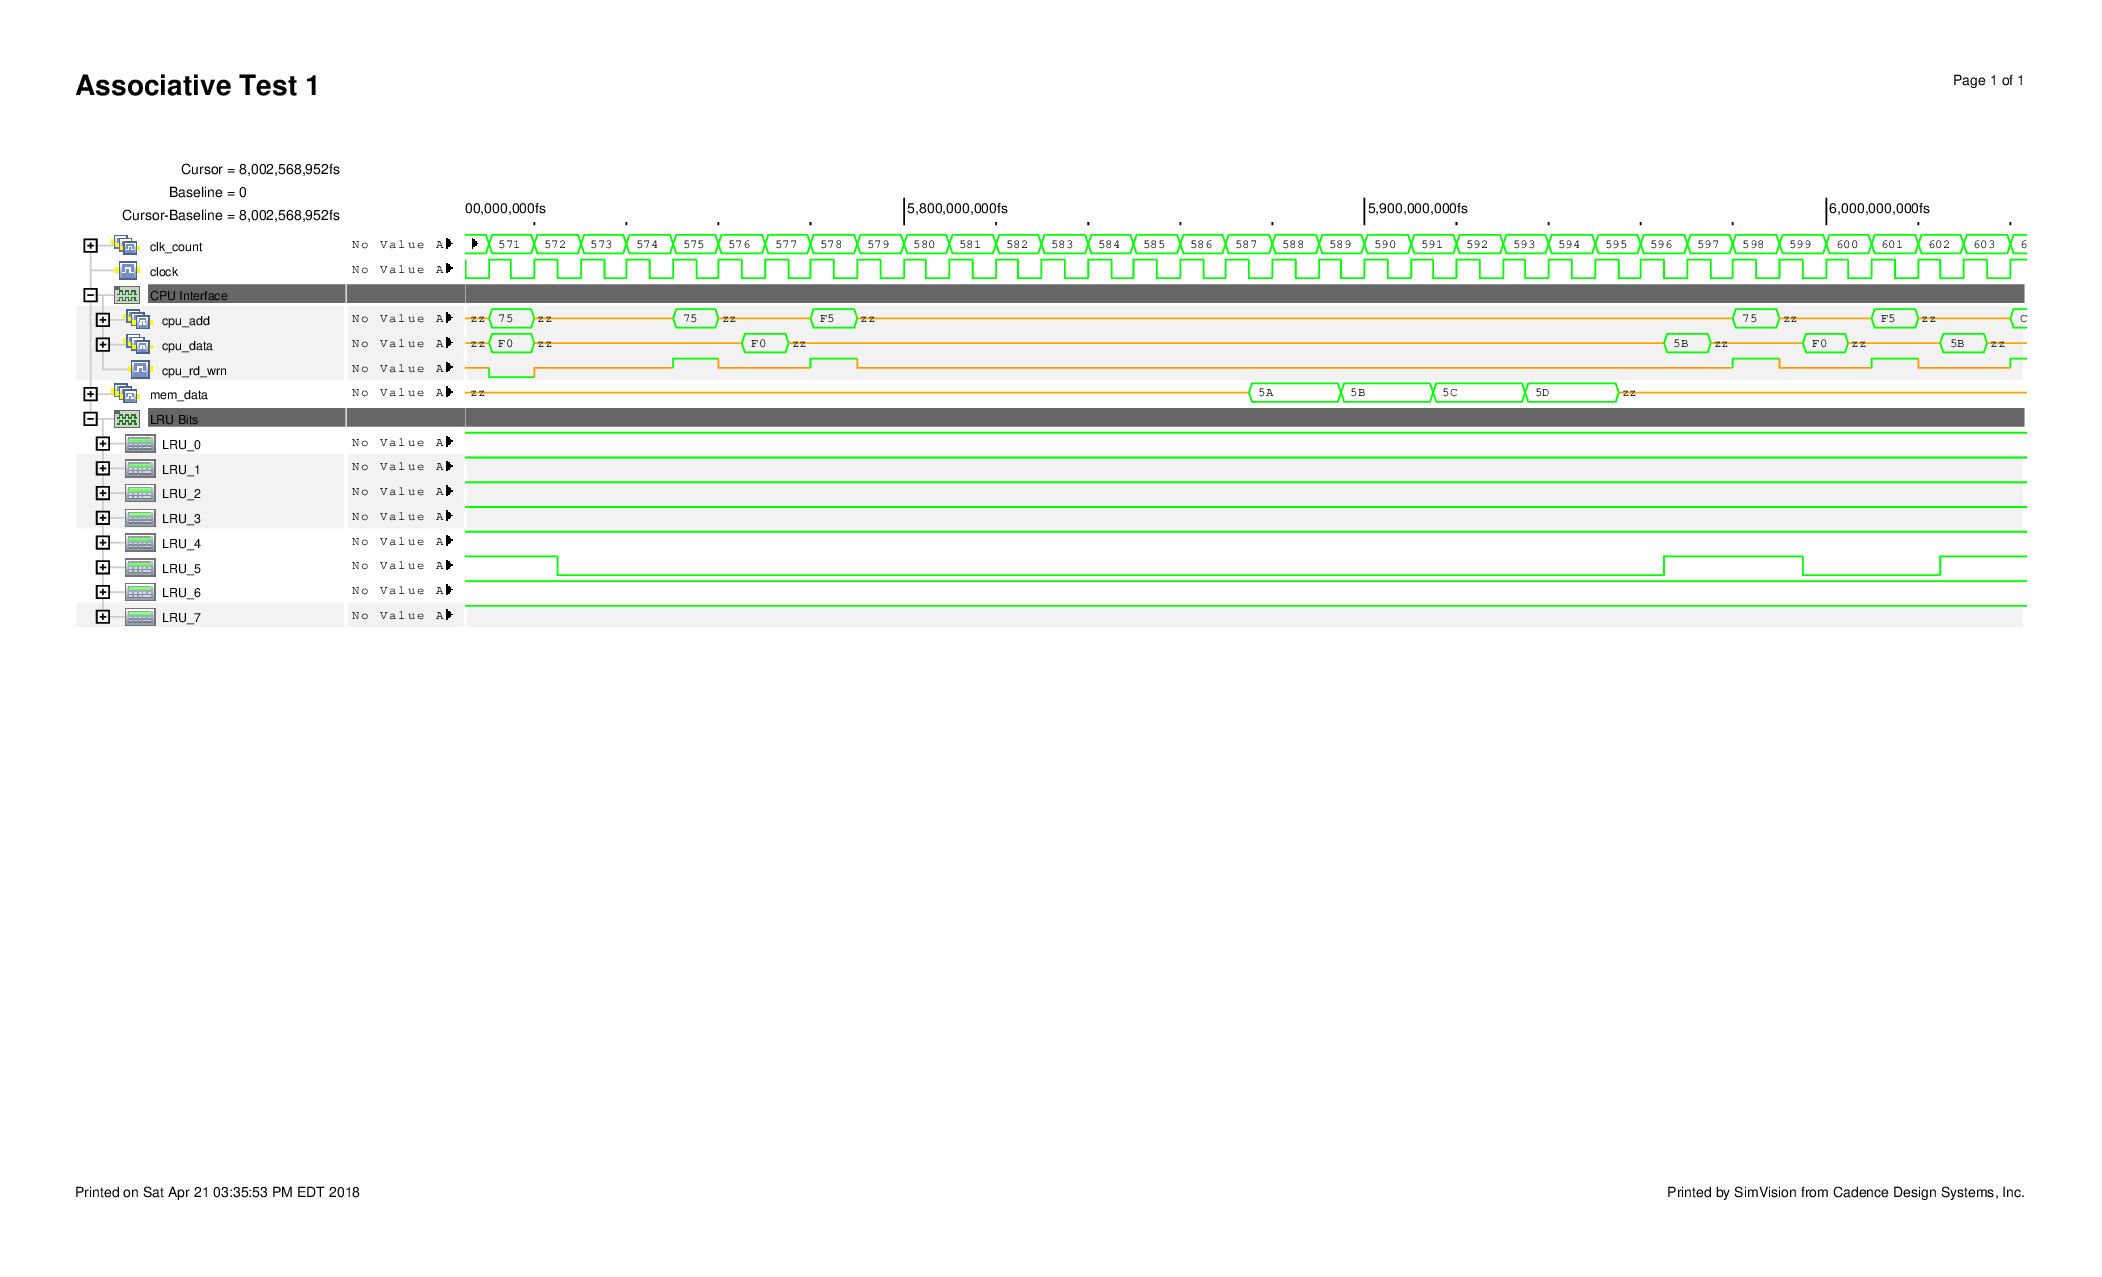 Associative Test 1
Page 1 of 1
Cursor = 8,002,568,952fs
Baseline = 0
Cursor-Baseline = 8,002,568,952fs
00,000,000fs 5,800,000,000fs 5,900,000,000fs 6,000,000,000fs
clk_count No Value A 571 572 573 574 575 576 577 578 579 580 581 582 583 584 585 586 587 588 589 590 591 592 593 594 595 596 597 598 599 600 601 602 603 6
clock No Value A
CPU Interface
cpu_add No Value A zz 75 zz 75 zz F5 zz 75 zz F5 zz C
cpu_data No Value A zz F0 zz F0 zz 5B zz F0 zz 5B zz
cpu_rd_wrn No Value A
mem_data No Value A zz 5A 5B 5C 5D zz
LRU Bits
LRU_0 No Value A
LRU_1 No Value A
LRU_2 No Value A
LRU_3 No Value A
LRU_4 No Value A
LRU_5 No Value A
LRU_6 No Value A
LRU_7 No Value A
Printed on Sat Apr 21 03:35:53 PM EDT 2018
Printed by SimVision from Cadence Design Systems, Inc.